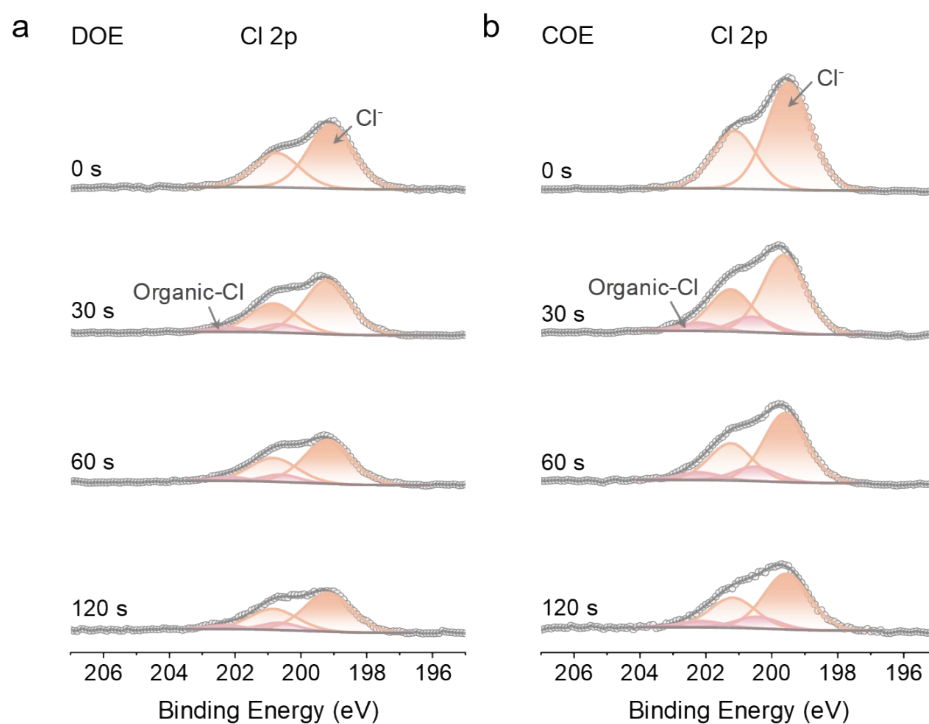 a
DOE Cl 2p
Cl-
0 s
Organic-Cl
30 s
60 s
120 s
206 204 202 200 198 196
Binding Energy (eV)
b
COE Cl 2p
Cl-
0 s
Organic-Cl
30 s
60 s
120 s
206 204 202 200 198 196
Binding Energy (eV)